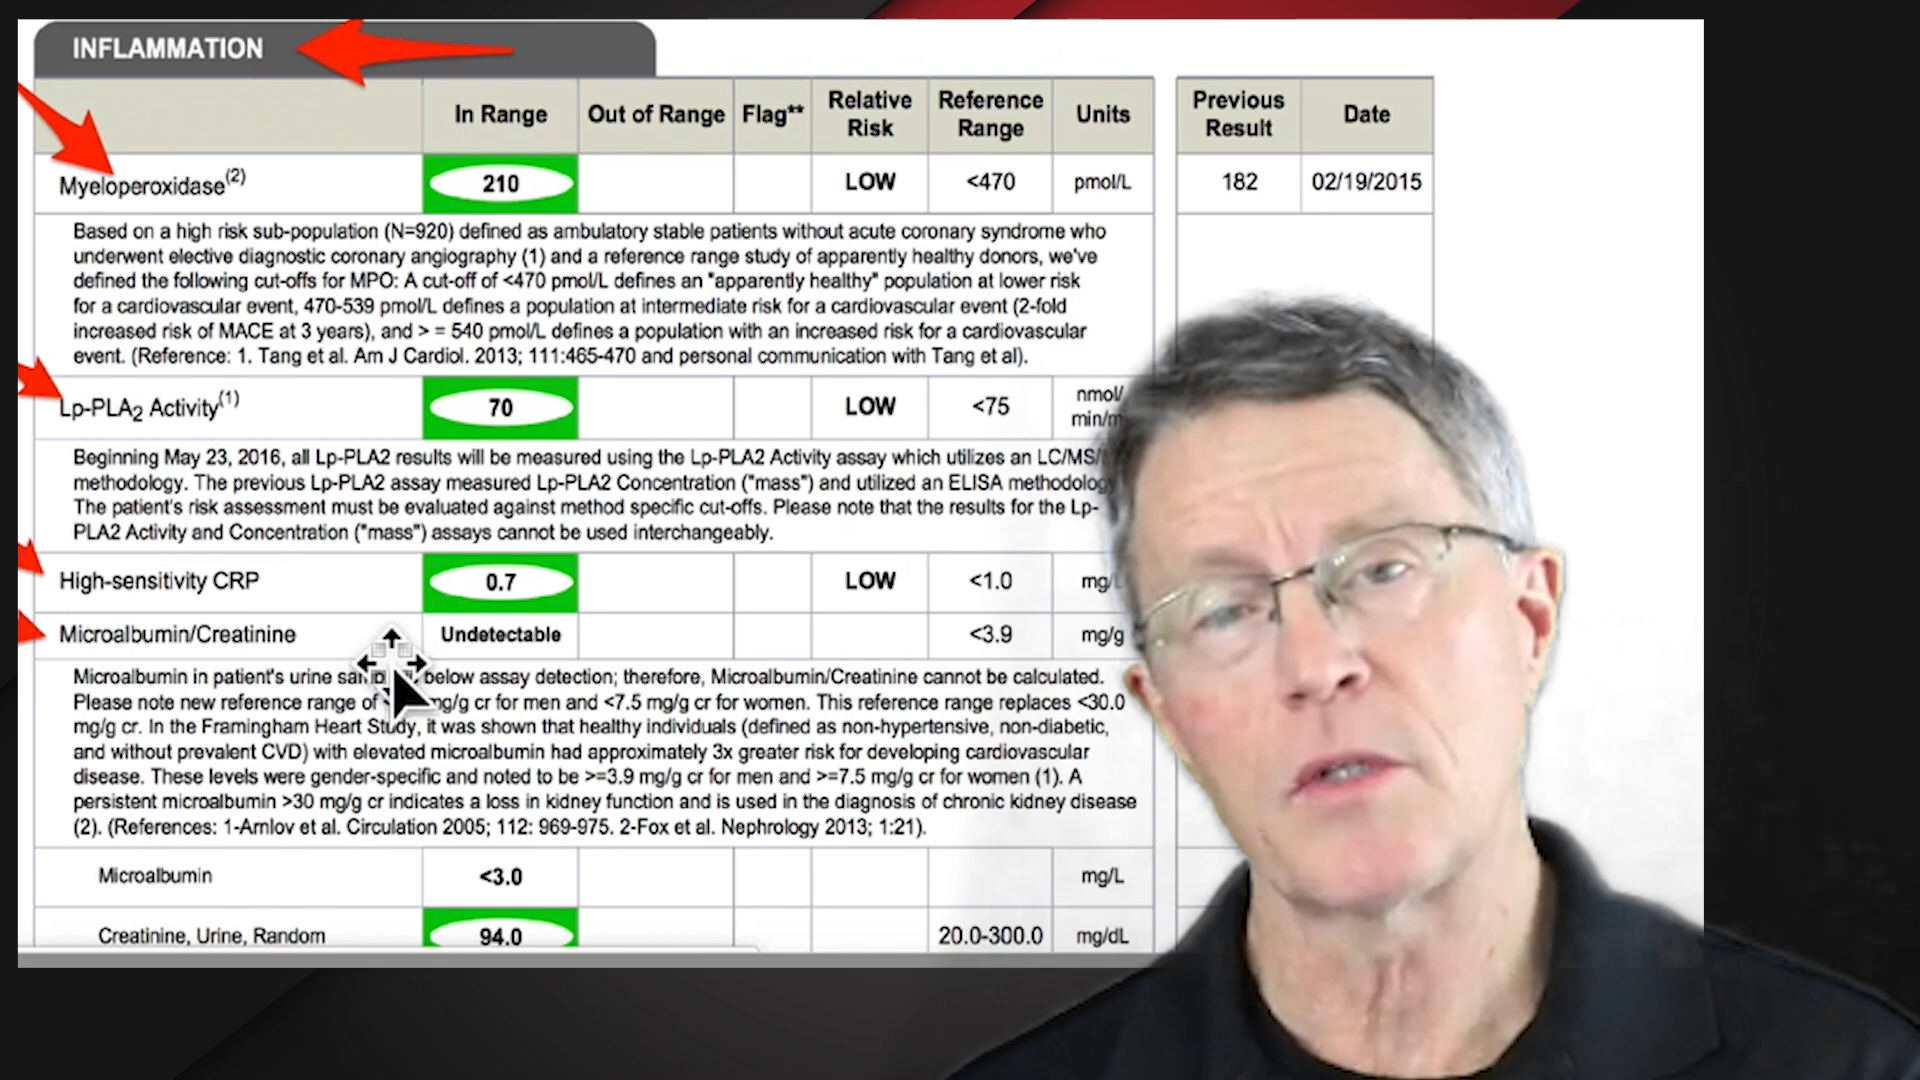 INFLAMMATION
In Range Out of Range Flag** Relative Risk Reference Range Units Previous Result Date
Myeloperoxidase(2) 210 LOW <470 pmol/L 182 02/19/2015
Based on a high risk sub-population (N=920) defined as ambulatory stable patients without acute coronary syndrome who
underwent elective diagnostic coronary angiography (1) and a reference range study of apparently healthy donors, we've
defined the following cut-offs for MPO: A cut-off of <470 pmol/L defines an "apparently healthy" population at lower risk
for a cardiovascular event, 470-539 pmol/L defines a population at intermediate risk for a cardiovascular event (2-fold
increased risk of MACE at 3 years), and > = 540 pmol/L defines a population with an increased risk for a cardiovascular
event. (Reference: 1. Tang et al. Am J Cardiol. 2013; 111:465-470 and personal communication with Tang et al).
Lp-PLA2 Activity(1) 70 LOW <75 nmol/ min/m
Beginning May 23, 2016, all Lp-PLA2 results will be measured using the Lp-PLA2 Activity assay which utilizes an LC/MS/
methodology. The previous Lp-PLA2 assay measured Lp-PLA2 Concentration ("mass") and utilized an ELISA methodology
The patient's risk assessment must be evaluated against method specific cut-offs. Please note that the results for the Lp-
PLA2 Activity and Concentration ("mass") assays cannot be used interchangeably.
High-sensitivity CRP 0.7 LOW <1.0 mg/L
Microalbumin/Creatinine Undetectable <3.9 mg/g
Microalbumin in patient's urine below assay detection; therefore, Microalbumin/Creatinine cannot be calculated.
Please note new reference range of mg/g cr for men and <7.5 mg/g cr for women. This reference range replaces <30.0
mg/g cr. In the Framingham Heart Study, it was shown that healthy individuals (defined as non-hypertensive, non-diabetic,
and without prevalent CVD) with elevated microalbumin had approximately 3x greater risk for developing cardiovascular
disease. These levels were gender-specific and noted to be >=3.9 mg/g cr for men and >=7.5 mg/g cr for women (1). A
persistent microalbumin >30 mg/g cr indicates a loss in kidney function and is used in the diagnosis of chronic kidney disease
(2). (References: 1-Arnlov et al. Circulation 2005; 112: 969-975. 2-Fox et al. Nephrology 2013; 1:21).
Microalbumin <3.0 mg/L
Creatinine, Urine, Random 94.0 20.0-300.0 mg/dL